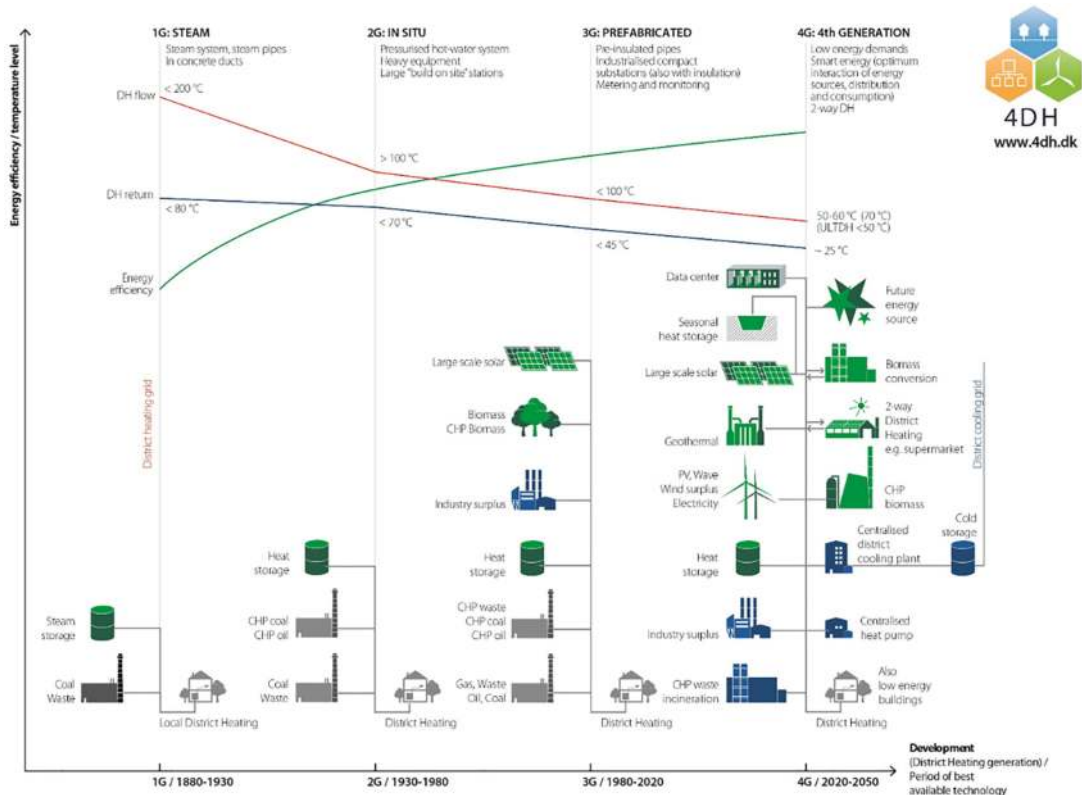 1G: STEAM
Steam system, steam pipes
In concrete ducts
2G: IN SITU
Pressurised hot-water system
Heavy equipment
Large "build on site" stations
3G: PREFABRICATED
Pre-insulated pipes
Industrialised compact
substations (also with insulation)
Metering and monitoring
4G: 4th GENERATION
Low energy demands
Smart energy (optimum
interaction of energy
sources, distribution
and consumption)
2-way DH
4DH
www.4dh.dk
Energy efficiency / temperature level
DH flow
< 200 °C
> 100 °C
< 100 °C
50-60 °C (70 °C)
(ULTDH <50 °C)
DH return
< 80 °C
< 70 °C
< 45 °C
~ 25 °C
Energy
efficiency
District heating grid
Data center
Future
energy
source
Seasonal
heat storage
Large scale solar
Large scale solar
Biomass
conversion
District cooling grid
Biomass
CHP Biomass
Geothermal
2-way
District
Heating
e.g. supermarket
Industry surplus
PV, Wave
Wind surplus
Electricity
CHP
biomass
Heat
storage
Heat
storage
Heat
storage
Centralised
district
cooling plant
Cold
storage
Steam
storage
CHP coal
CHP oil
CHP waste
CHP coal
CHP oil
Industry surplus
Centralised
heat pump
Coal
Waste
Coal
Waste
Gas, Waste
Oil, Coal
CHP waste
incineration
Also
low energy
buildings
Local District Heating
District Heating
District Heating
District Heating
1G / 1880-1930
2G / 1930-1980
3G / 1980-2020
4G / 2020-2050
Development
(District Heating generation) /
Period of best
available technology